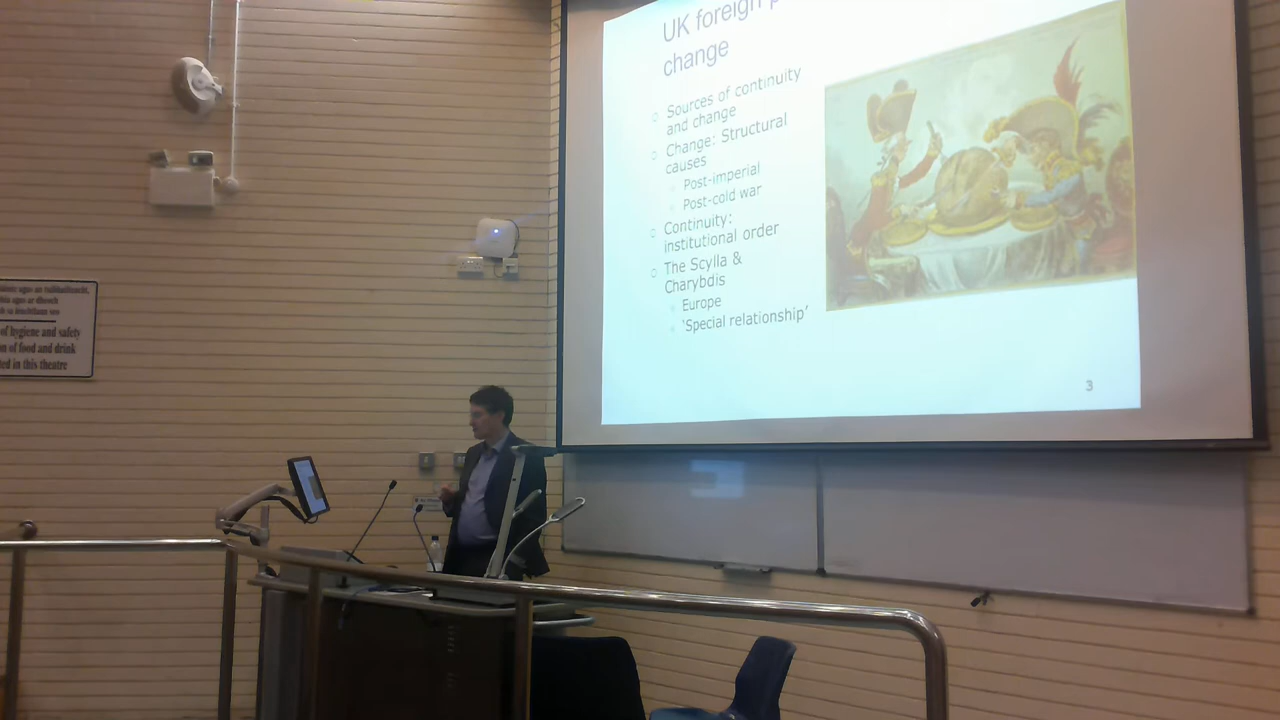 UK foreign
change
Sources of continuity
and change
Change: Structural
causes
Post-imperial
Post-cold war
Continuity:
institutional order
The Scylla &
Charybdis
Europe
‘Special relationship’
3
of hygiene and safety
on of food and drink
ted in this theatre